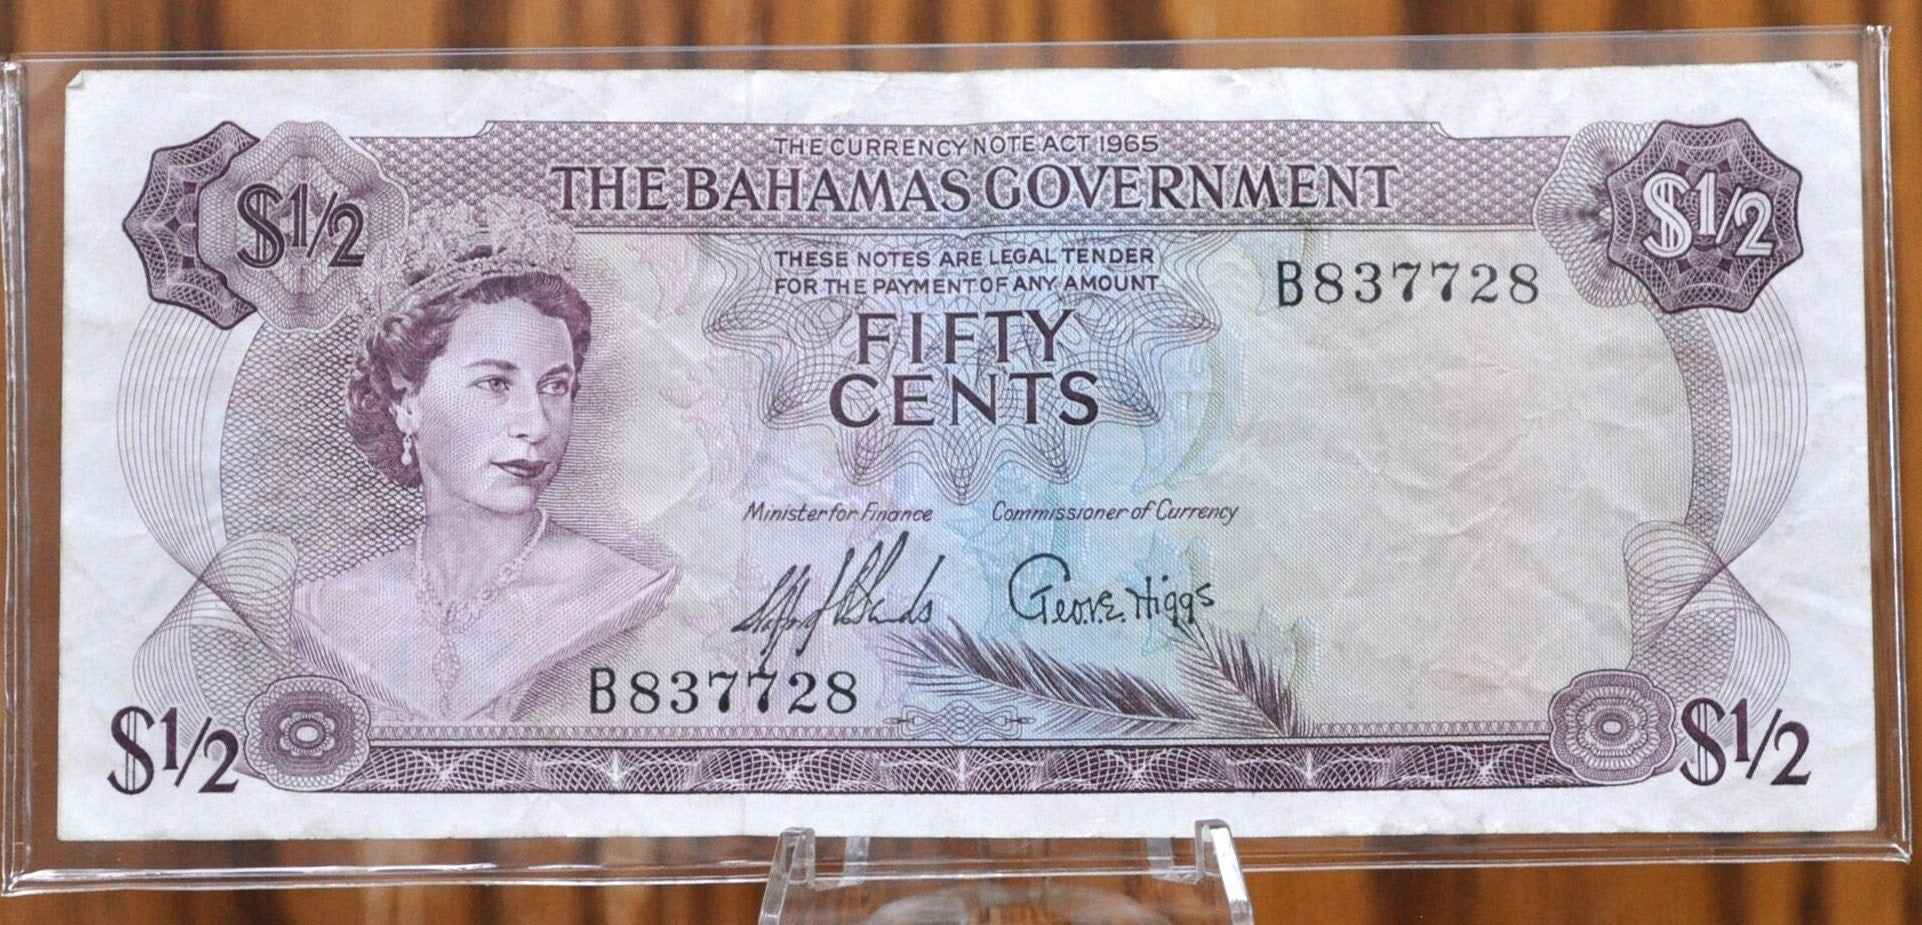 THE CURRENCY NOTE ACT 1965
$1/2
THE BAHAMAS GOVERNMENT
$1/2
THESE NOTES ARE LEGAL TENDER
FOR THE PAYMENT OF ANY AMOUNT
B837728
FIFTY
CENTS
Minister for Finance
Commissioner of Currency
Geo.V.E. Higgs
B837728
$1/2
$1/2